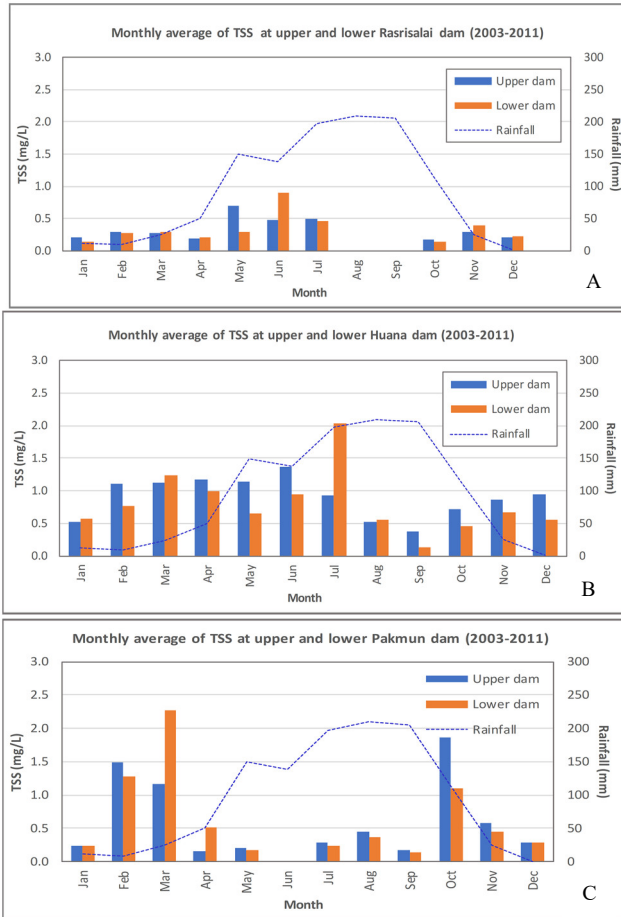 Monthly average of TSS at upper and lower Rasrisalai dam (2003-2011)
3.0
2.5
2.0
1.5
1.0
0.5
0.0
TSS (mg/L)
300
250
200
150
100
50
0
Rainfall (mm)
Upper dam
Lower dam
Rainfall
Jan Feb Mar Apr May Jun Jul Aug Sep Oct Nov Dec
Month
A
Monthly average of TSS at upper and lower Huana dam (2003-2011)
3.0
2.5
2.0
1.5
1.0
0.5
0.0
TSS (mg/L)
300
250
200
150
100
50
0
Rainfall (mm)
Upper dam
Lower dam
Rainfall
Jan Feb Mar Apr May Jun Jul Aug Sep Oct Nov Dec
Month
B
Monthly average of TSS at upper and lower Pakmun dam (2003-2011)
3.0
2.5
2.0
1.5
1.0
0.5
0.0
TSS (mg/L)
300
250
200
150
100
50
0
Rainfall (mm)
Upper dam
Lower dam
Rainfall
Jan Feb Mar Apr May Jun Jul Aug Sep Oct Nov Dec
Month
C